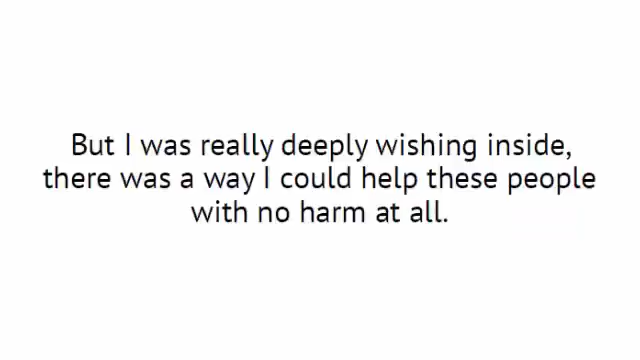 But I was really deeply wishing inside,
there was a way I could help these people
with no harm at all.